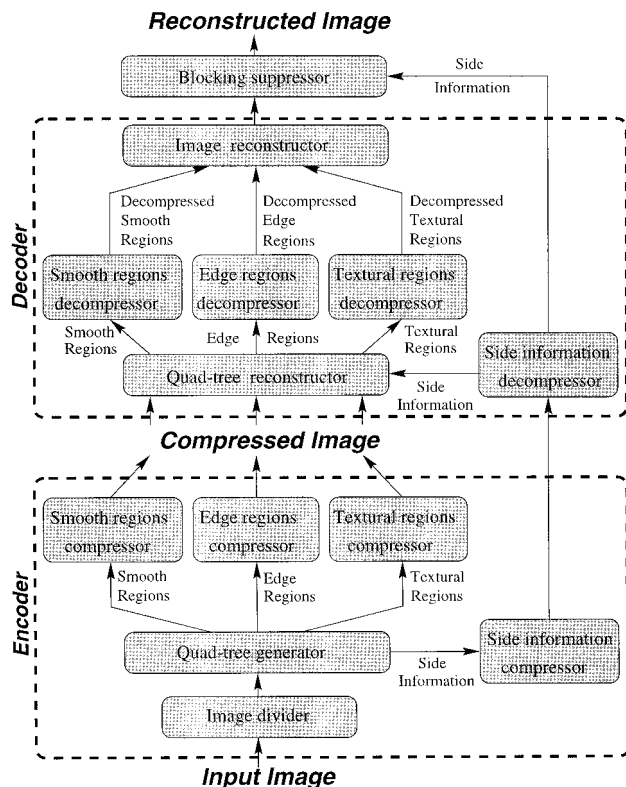 Reconstructed Image
Blocking suppressor
Side
Information
Image reconstructor
Decompressed
Smooth
Regions
Decompressed
Edge
Regions
Decompressed
Textural
Regions
Decoder
Smooth regions
decompressor
Edge regions
decompressor
Textural regions
decompressor
Smooth
Regions
Edge Regions
Textural
Regions
Side information
decompressor
Quad-tree reconstructor
Side
Information
Compressed Image
Encoder
Smooth regions
compressor
Edge regions
compressor
Textural regions
compressor
Smooth
Regions
Edge
Regions
Textural
Regions
Quad-tree generator
Side
Information
Side information
compressor
Image divider
Input Image